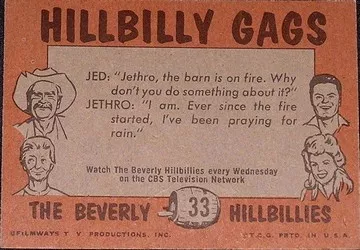 HILLBILLY GAGS
JED: "Jethro, the barn is on fire. Why
don't you do something about it?"
JETHRO: "I am. Ever since the fire
started, I've been praying for
rain."
Watch The Beverly Hillbillies every Wednesday
on the CBS Television Network
THE BEVERLY 33 HILLBILLIES
©FILMWAYS T V PRODUCTIONS, INC. ©T.C.G. PRTD. IN U.S.A.